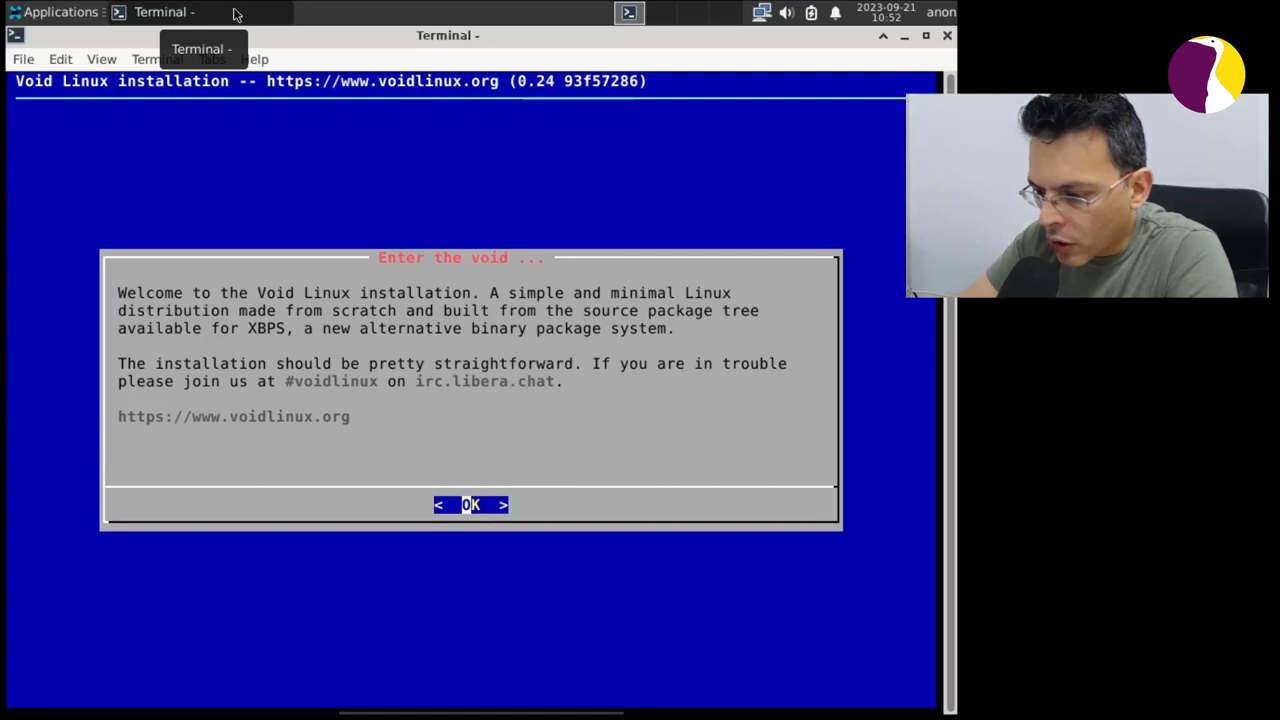 Applications
Terminal -
2023-09-21
10:52
anon
Terminal -
Terminal -
File Edit View Terminal Tabs Help
Void Linux installation -- https://www.voidlinux.org (0.24 93f57286)
Enter the void ...
Welcome to the Void Linux installation. A simple and minimal Linux
distribution made from scratch and built from the source package tree
available for XBPS, a new alternative binary package system.
The installation should be pretty straightforward. If you are in trouble
please join us at #voidlinux on irc.libera.chat.
https://www.voidlinux.org
< OK >